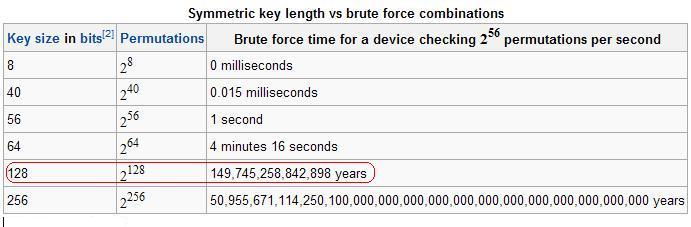 Symmetric key length vs brute force combinations
Key size in bits[2] Permutations Brute force time for a device checking 2^56 permutations per second
8 2^8 0 milliseconds
40 2^40 0.015 milliseconds
56 2^56 1 second
64 2^64 4 minutes 16 seconds
128 2^128 149,745,258,842,898 years
256 2^256 50,955,671,114,250,100,000,000,000,000,000,000,000,000,000,000,000,000 years